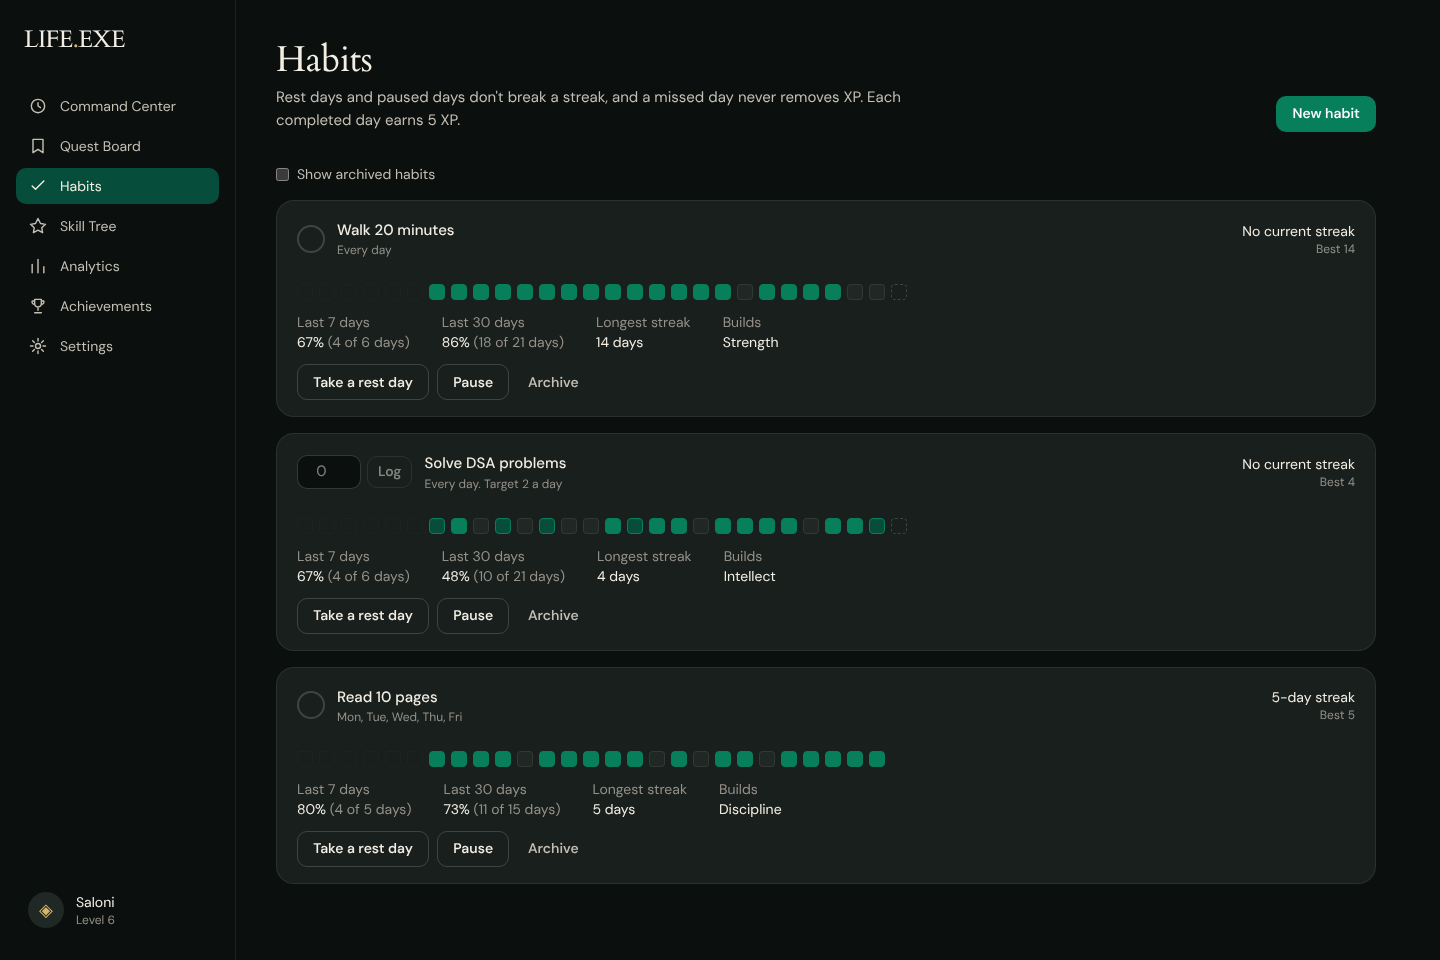 LIFE.EXE
Command Center
Quest Board
Habits
Skill Tree
Analytics
Achievements
Settings
Saloni
Level 6
Habits
Rest days and paused days don't break a streak, and a missed day never removes XP. Each
completed day earns 5 XP.
New habit
Show archived habits
Walk 20 minutes
Every day
No current streak
Best 14
Last 7 days
67% (4 of 6 days)
Last 30 days
86% (18 of 21 days)
Longest streak
14 days
Builds
Strength
Take a rest day
Pause
Archive
0
Log
Solve DSA problems
Every day. Target 2 a day
No current streak
Best 4
Last 7 days
67% (4 of 6 days)
Last 30 days
48% (10 of 21 days)
Longest streak
4 days
Builds
Intellect
Take a rest day
Pause
Archive
Read 10 pages
Mon, Tue, Wed, Thu, Fri
5-day streak
Best 5
Last 7 days
80% (4 of 5 days)
Last 30 days
73% (11 of 15 days)
Longest streak
5 days
Builds
Discipline
Take a rest day
Pause
Archive